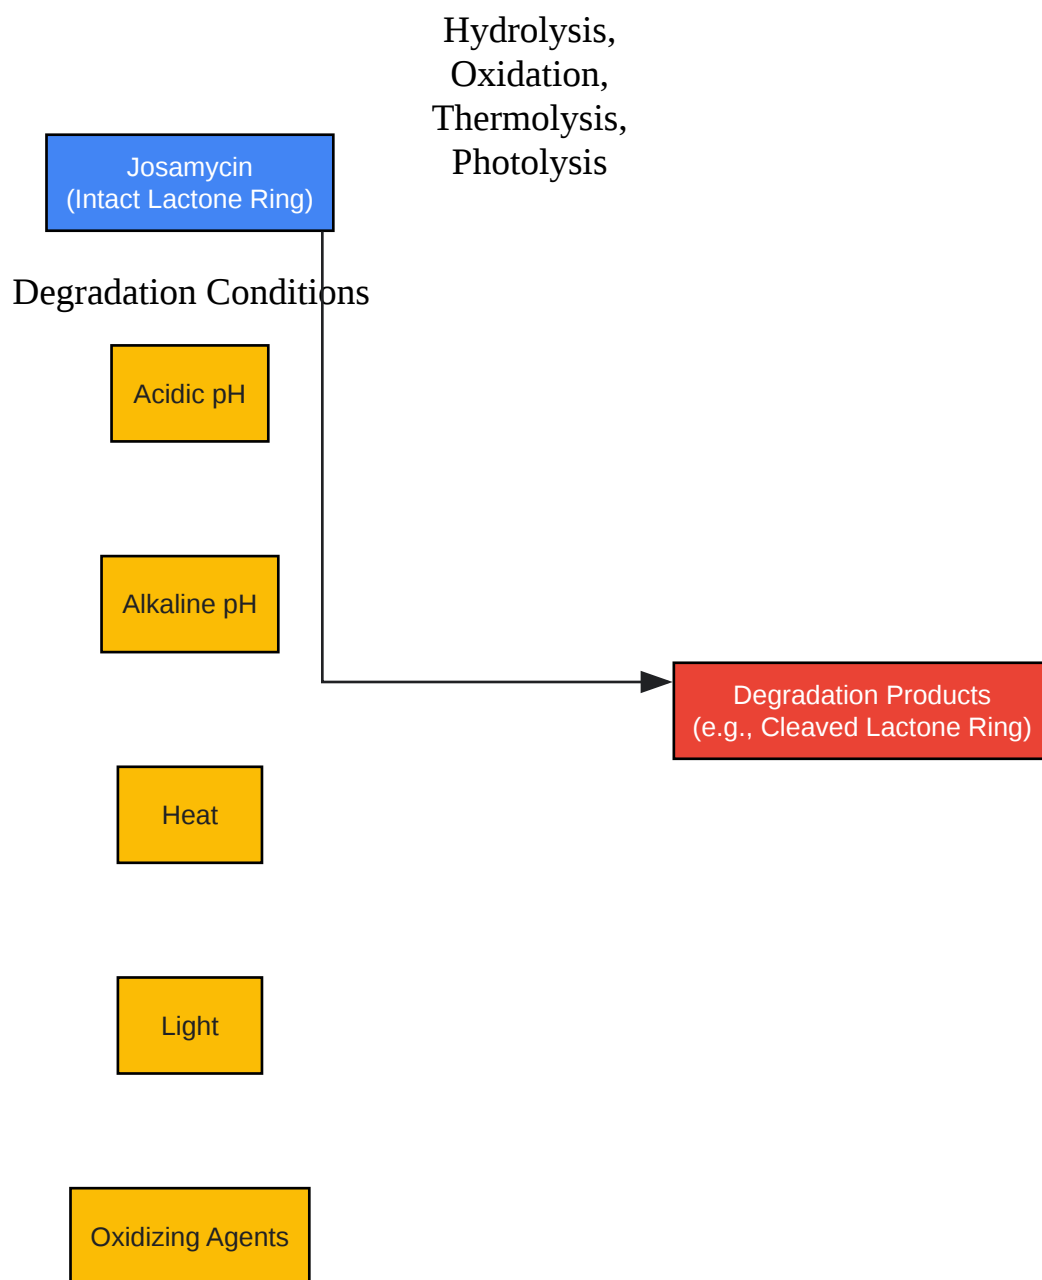 Hydrolysis,
Oxidation,
Thermolysis,
Photolysis
Josamycin
(Intact Lactone Ring)
Degradation Conditions
Acidic pH
Alkaline pH
Degradation Products
(e.g., Cleaved Lactone Ring)
Heat
Light
Oxidizing Agents